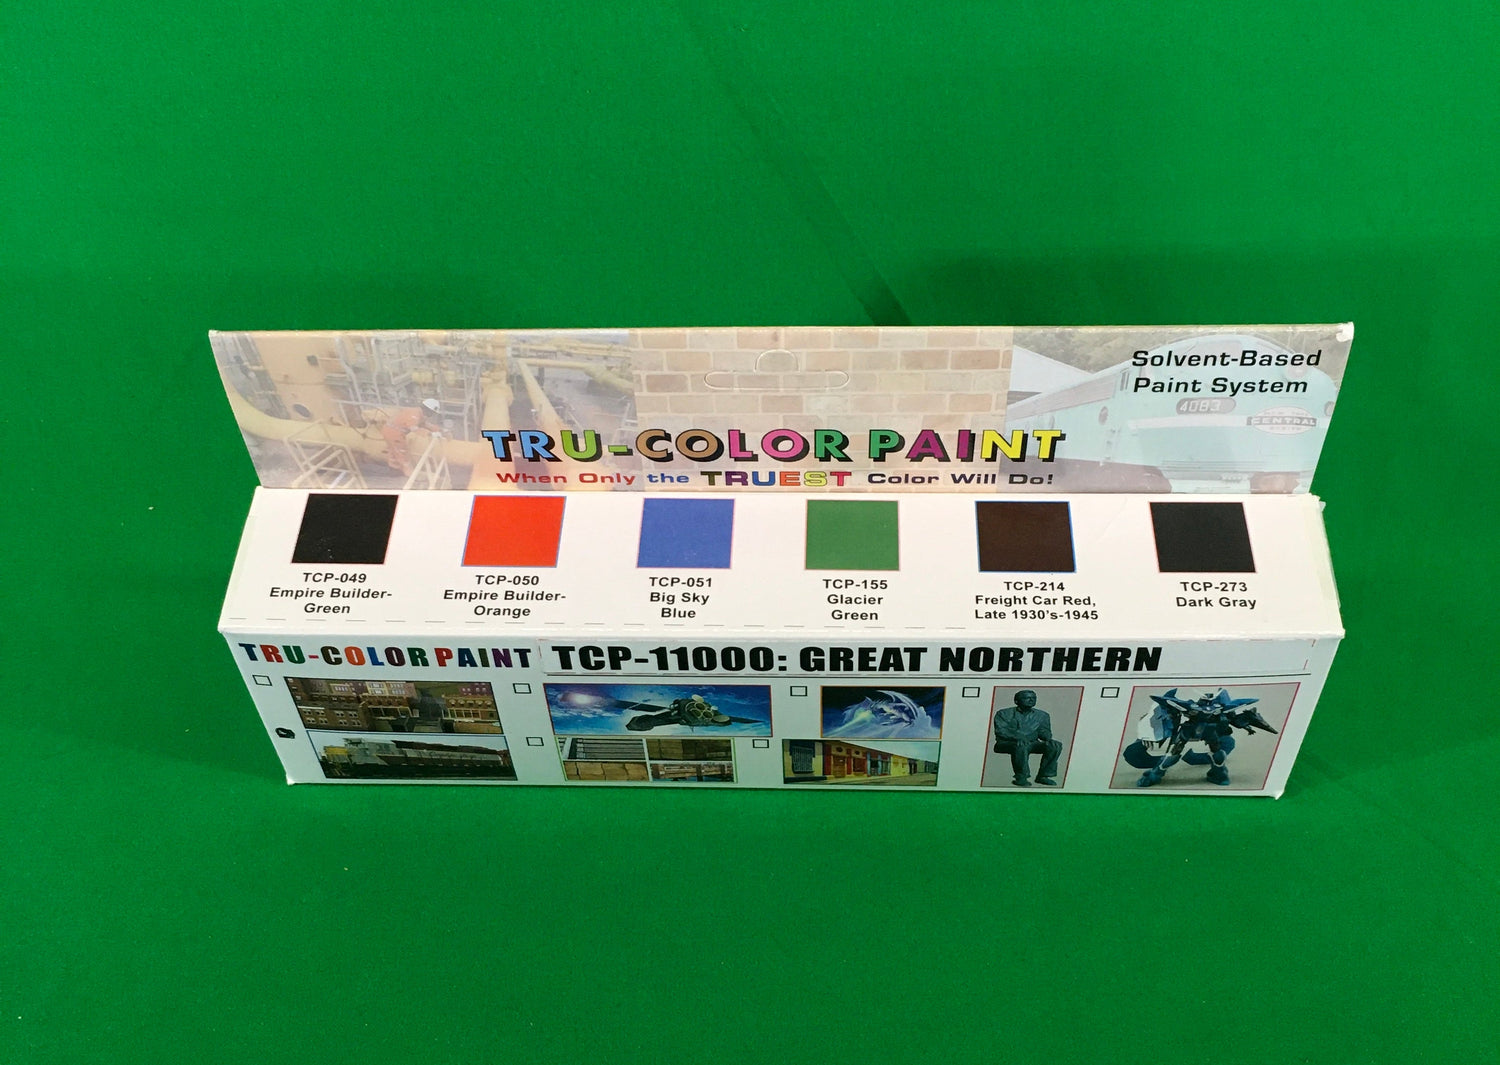 Solvent-Based
Paint System
4083
CENTRAL
TRU-COLOR PAINT
When Only the TRUEST Color Will Do!
TCP-049
Empire Builder-
Green
TCP-050
Empire Builder-
Orange
TCP-051
Big Sky
Blue
TCP-155
Glacier
Green
TCP-214
Freight Car Red,
Late 1930's-1945
TCP-273
Dark Gray
TRU-COLOR PAINT
TCP-11000: GREAT NORTHERN